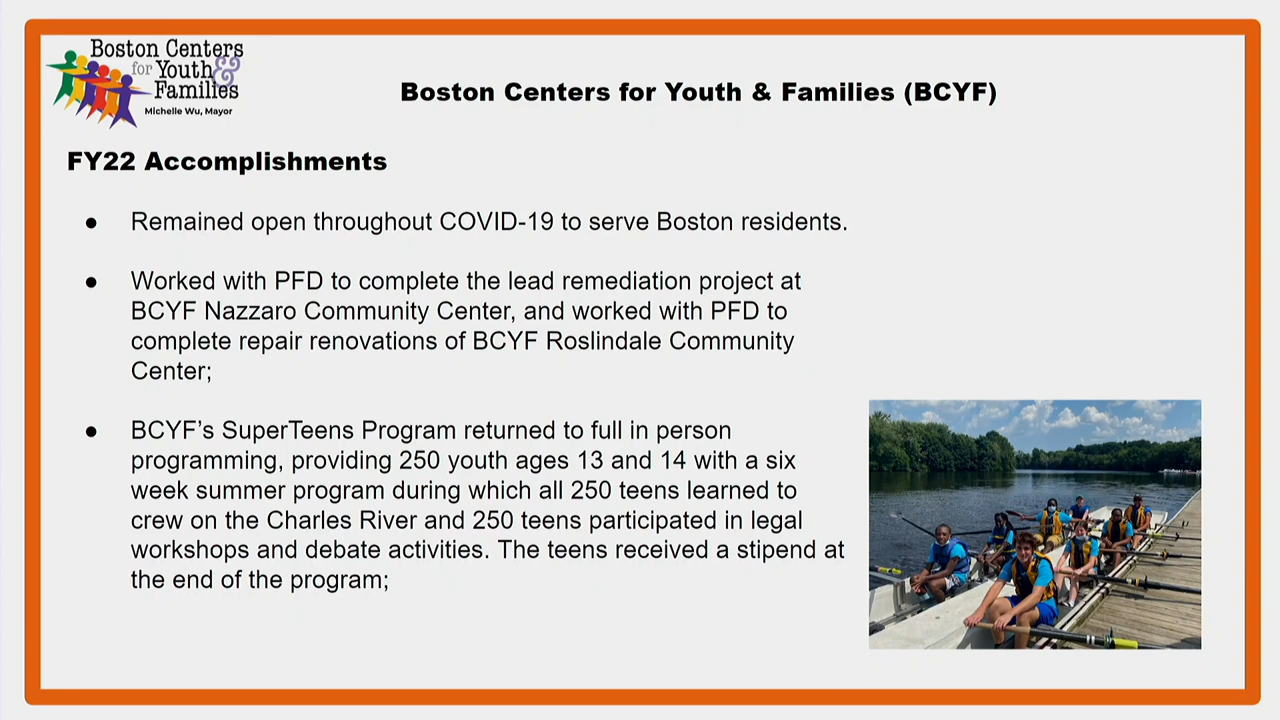 Boston Centers
for Youth &
Families
Michelle Wu, Mayor
Boston Centers for Youth & Families (BCYF)
FY22 Accomplishments
● Remained open throughout COVID-19 to serve Boston residents.
● Worked with PFD to complete the lead remediation project at
BCYF Nazzaro Community Center, and worked with PFD to
complete repair renovations of BCYF Roslindale Community
Center;
● BCYF’s SuperTeens Program returned to full in person
programming, providing 250 youth ages 13 and 14 with a six
week summer program during which all 250 teens learned to
crew on the Charles River and 250 teens participated in legal
workshops and debate activities. The teens received a stipend at
the end of the program;